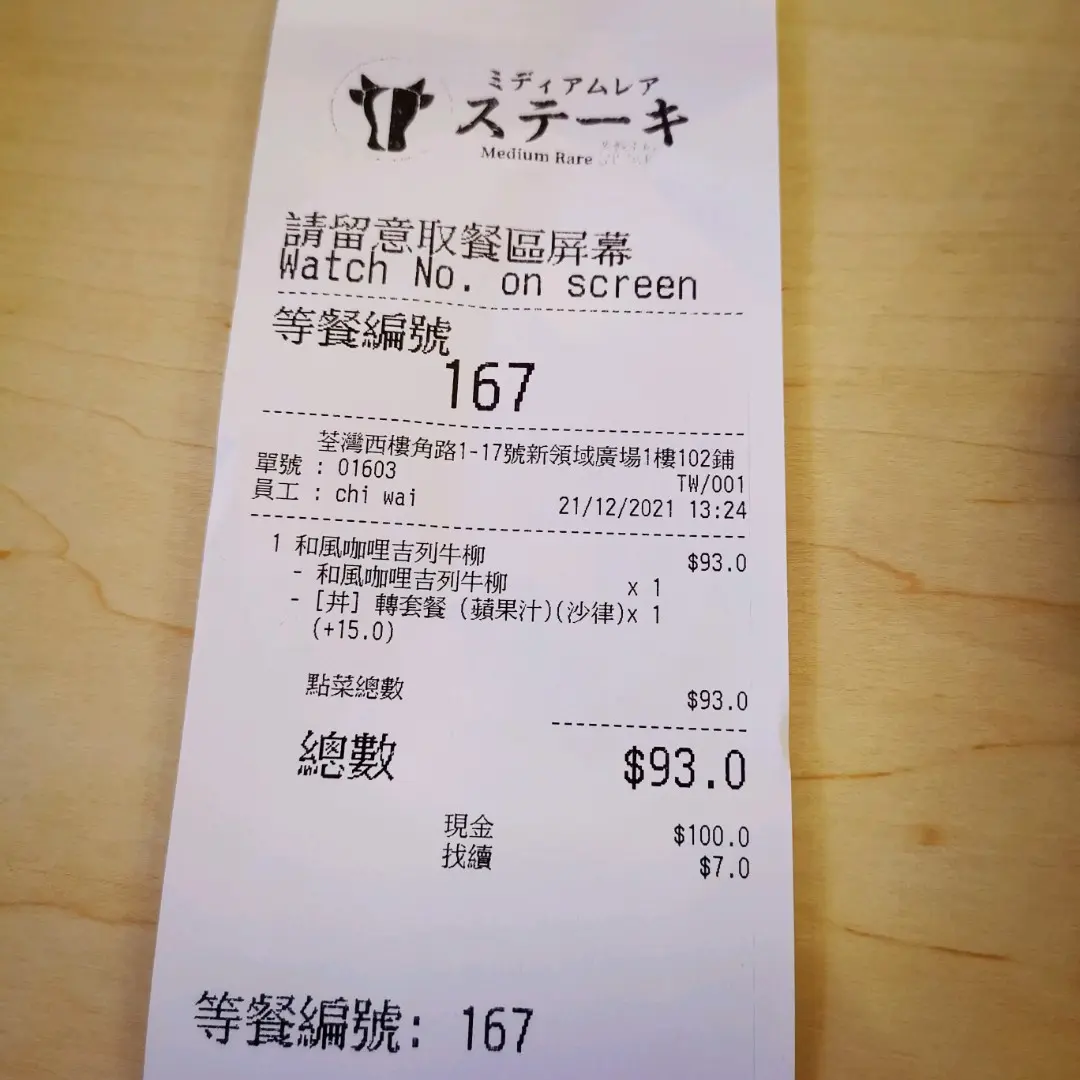 ミディアムレア
ステーキ
Medium Rare
請留意取餐區屏幕
Watch No. on screen
等餐編號
167
荃灣西樓角路1-17號新領域廣場1樓102鋪
單號 : 01603 TW/001
員工 : chi wai 21/12/2021 13:24
1 和風咖哩吉列牛柳 $93.0
- 和風咖哩吉列牛柳 x 1
- [丼] 轉套餐 (蘋果汁)(沙律)x 1
(+15.0)
點菜總數 $93.0
總數 $93.0
現金 $100.0
找續 $7.0
等餐編號: 167